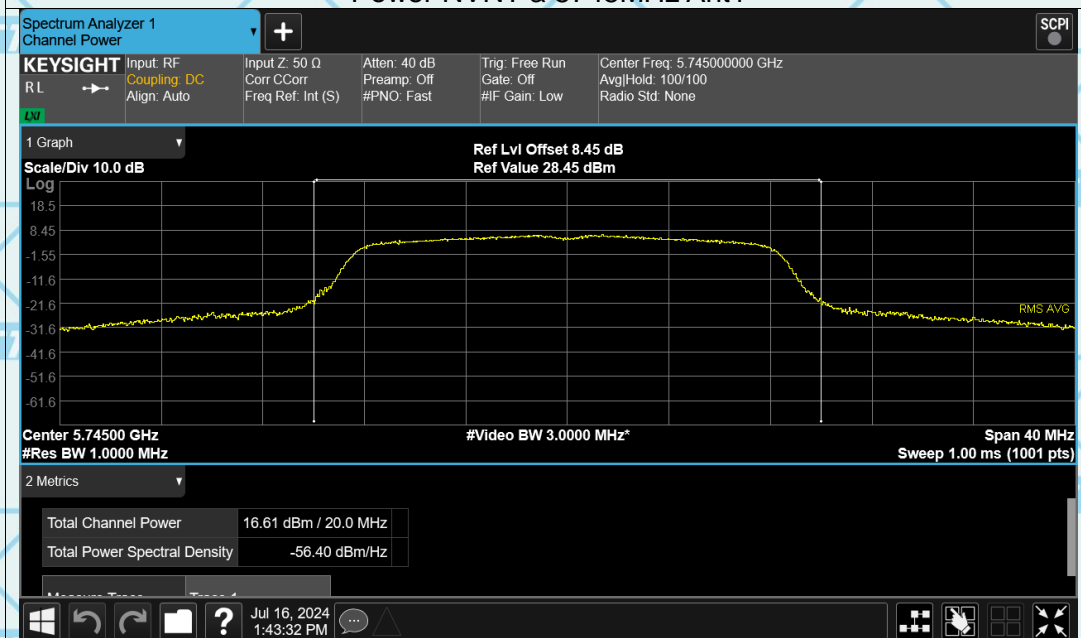 Spectrum Analyzer 1
Channel Power
+
SCPI
KEYSIGHT
RL
LXI
Input: RF
Coupling: DC
Align: Auto
Input Z: 50 Ω
Corr CCorr
Freq Ref: Int (S)
Atten: 40 dB
Preamp: Off
#PNO: Fast
Trig: Free Run
Gate: Off
#IF Gain: Low
Center Freq: 5.745000000 GHz
Avg|Hold: 100/100
Radio Std: None
1 Graph
Scale/Div 10.0 dB
Ref Lvl Offset 8.45 dB
Ref Value 28.45 dBm
Log
18.5
8.45
-1.55
-11.6
-21.6
-31.6
-41.6
-51.6
-61.6
RMS AVG
Center 5.74500 GHz
#Video BW 3.0000 MHz*
Span 40 MHz
#Res BW 1.0000 MHz
Sweep 1.00 ms (1001 pts)
2 Metrics
Total Channel Power 16.61 dBm / 20.0 MHz
Total Power Spectral Density -56.40 dBm/Hz
?
Jul 16, 2024
1:43:32 PM